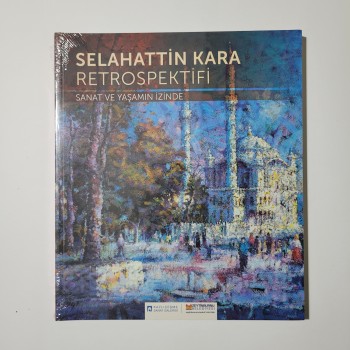 SELAHATTİN KARA
RETROSPEKTİFİ
SANAT VE YAŞAMIN İZİNDE